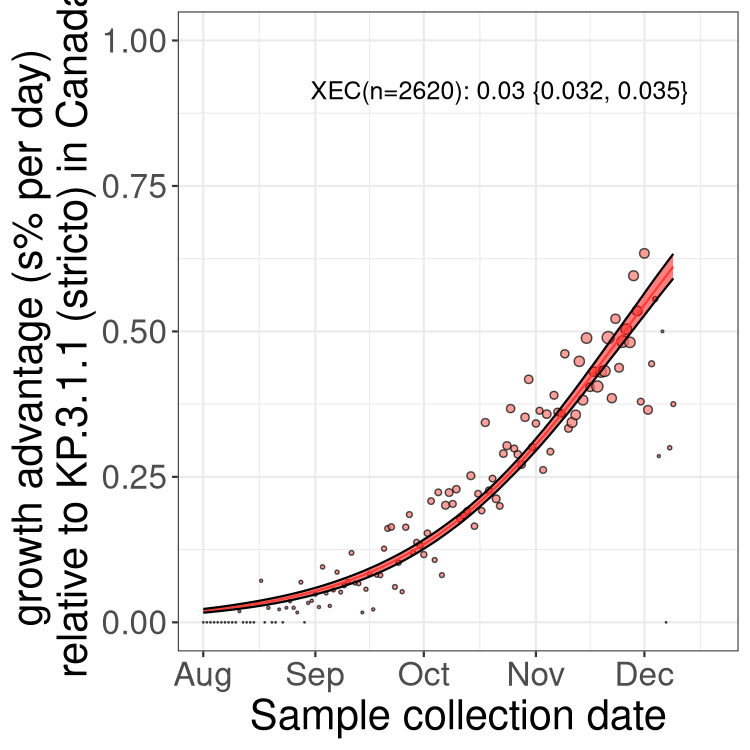 growth advantage (s% per day)
relative to KP.3.1.1 (stricto) in Canada
1.00
0.75
0.50
0.25
0.00
XEC(n=2620): 0.03 {0.032, 0.035}
Aug Sep Oct Nov Dec
Sample collection date